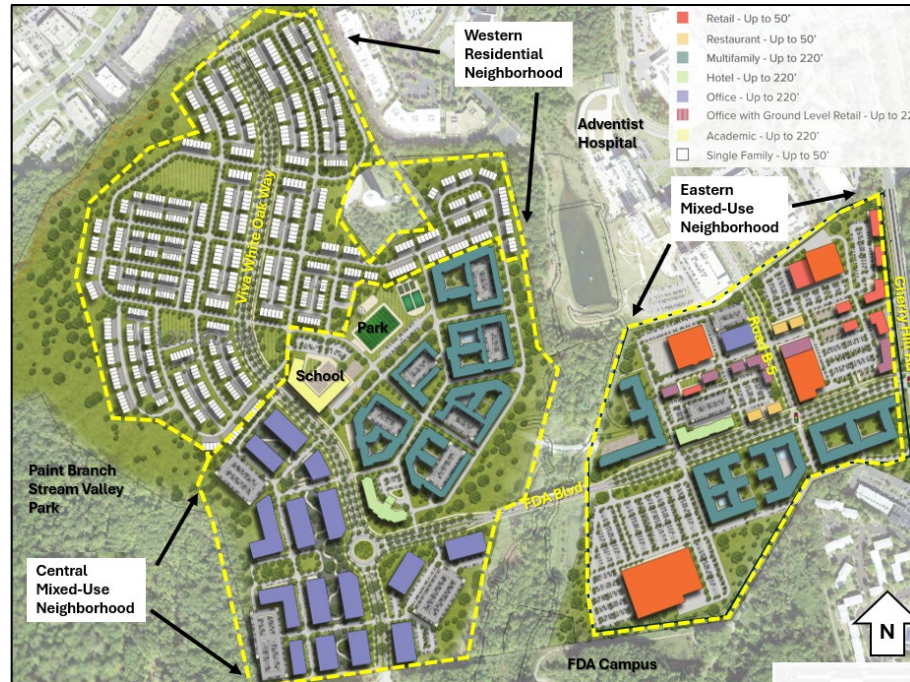 Western
Residential
Neighborhood
Retail - Up to 50'
Restaurant - Up to 50'
Multifamily - Up to 220'
Hotel - Up to 220'
Office - Up to 220'
Office with Ground Level Retail - Up to 22
Academic - Up to 220'
Single Family - Up to 50'
Adventist
Hospital
Eastern
Mixed-Use
Neighborhood
Viva White Oak Way
Park
School
Road B-5
Cherry Hill
Paint Branch
Stream Valley
Park
FDA Blvd
Central
Mixed-Use
Neighborhood
FDA Campus
N